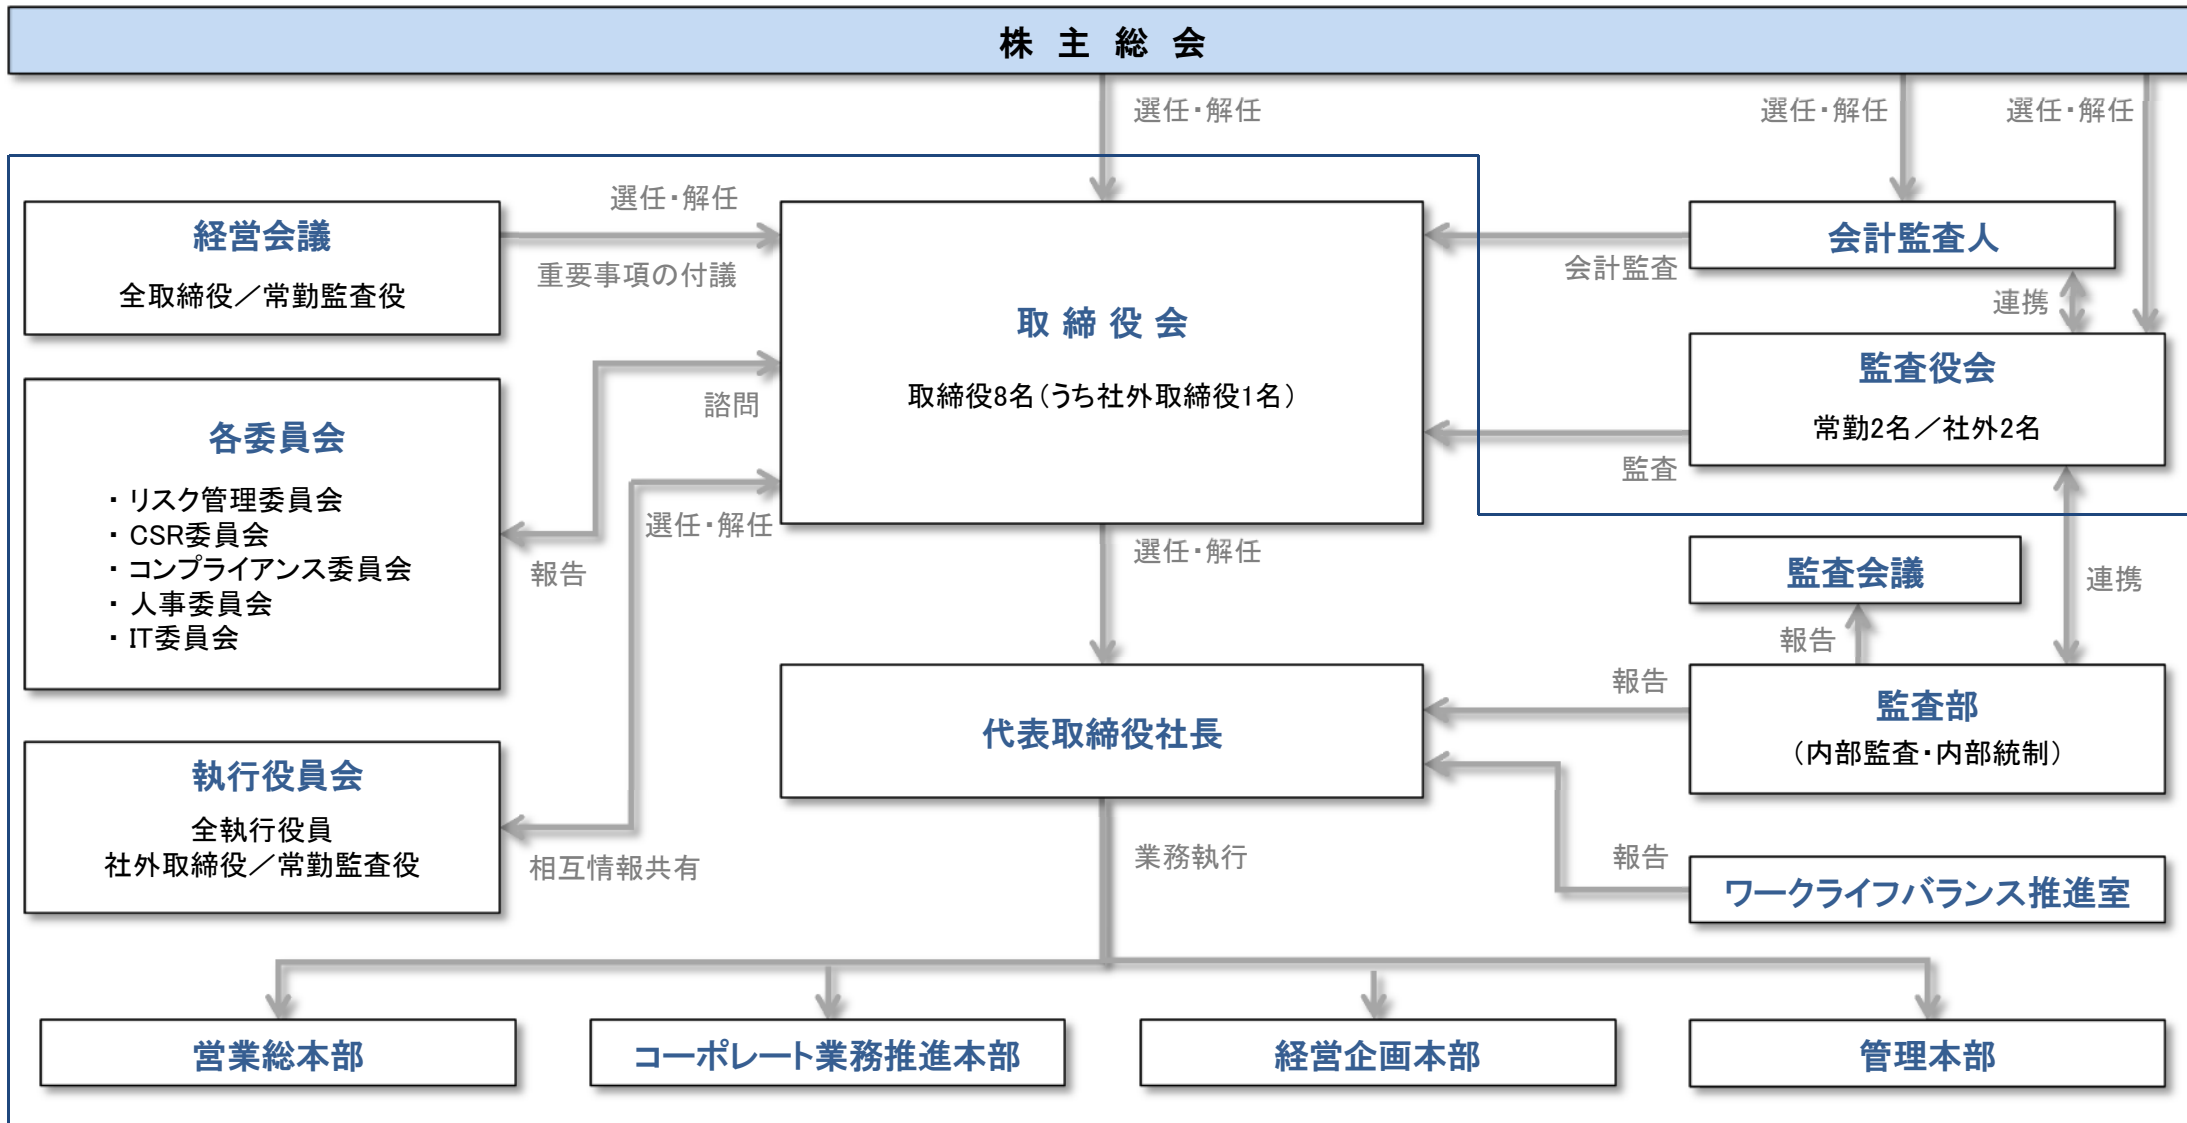 株 主 総 会
選任・解任
選任・解任
選任・解任
経営会議
全取締役／常勤監査役
選任・解任
重要事項の付議
取 締 役 会
取締役8名(うち社外取締役1名)
会計監査人
会計監査
連携
監査役会
常勤2名／社外2名
監査
諮問
各委員会
・ リスク管理委員会
・ CSR委員会
・ コンプライアンス委員会
・ 人事委員会
・ IT委員会
報告
選任・解任
選任・解任
監査会議
連携
報告
代表取締役社長
報告
監査部
(内部監査・内部統制)
執行役員会
全執行役員
社外取締役／常勤監査役
相互情報共有
業務執行
報告
ワークライフバランス推進室
営業総本部
コーポレート業務推進本部
経営企画本部
管理本部